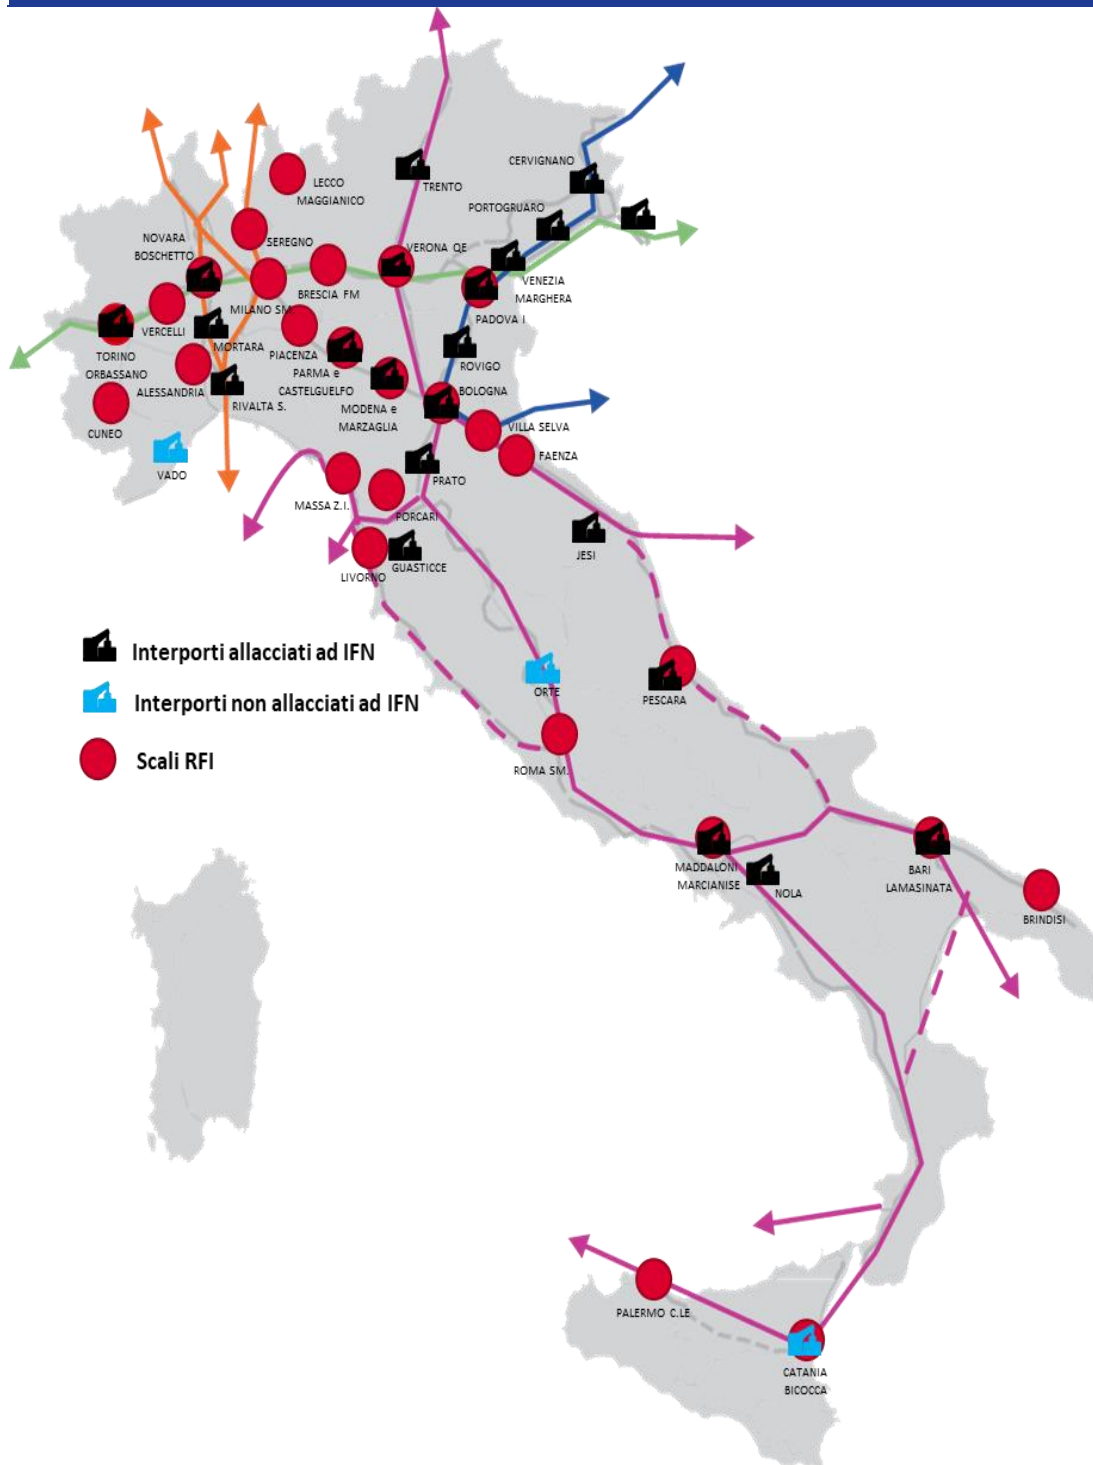 CERVIGNANO
TRENTO
LECCO
MAGGIANICO
PORTOGRUARO
NOVARA
BOSCHETTO
SEREGNO
VERONA QE
VENEZIA
MARGHERA
BRESCIA FM
MILANO SM.
PADOVA I
VERCELLI
MORTARA
TORINO
ORBASSANO
PIACENZA
PARMA e
CASTELGUELFO
ROVIGO
ALESSANDRIA
RIVALTA S.
MODENA e
MARZAGLIA
BOLOGNA
CUNEO
VILLA SELVA
FAENZA
VADO
PRATO
MASSA Z.I.
PORCARI
JESI
GUASTICCE
LIVORNO
Interporti allacciati ad IFN
Interporti non allacciati ad IFN
Scali RFI
ORTE
PESCARA
ROMA SM.
MADDALONI
MARCIANISE
NOLA
BARI
LAMASINATA
BRINDISI
PALERMO C.LE
CATANIA
BICOCCA